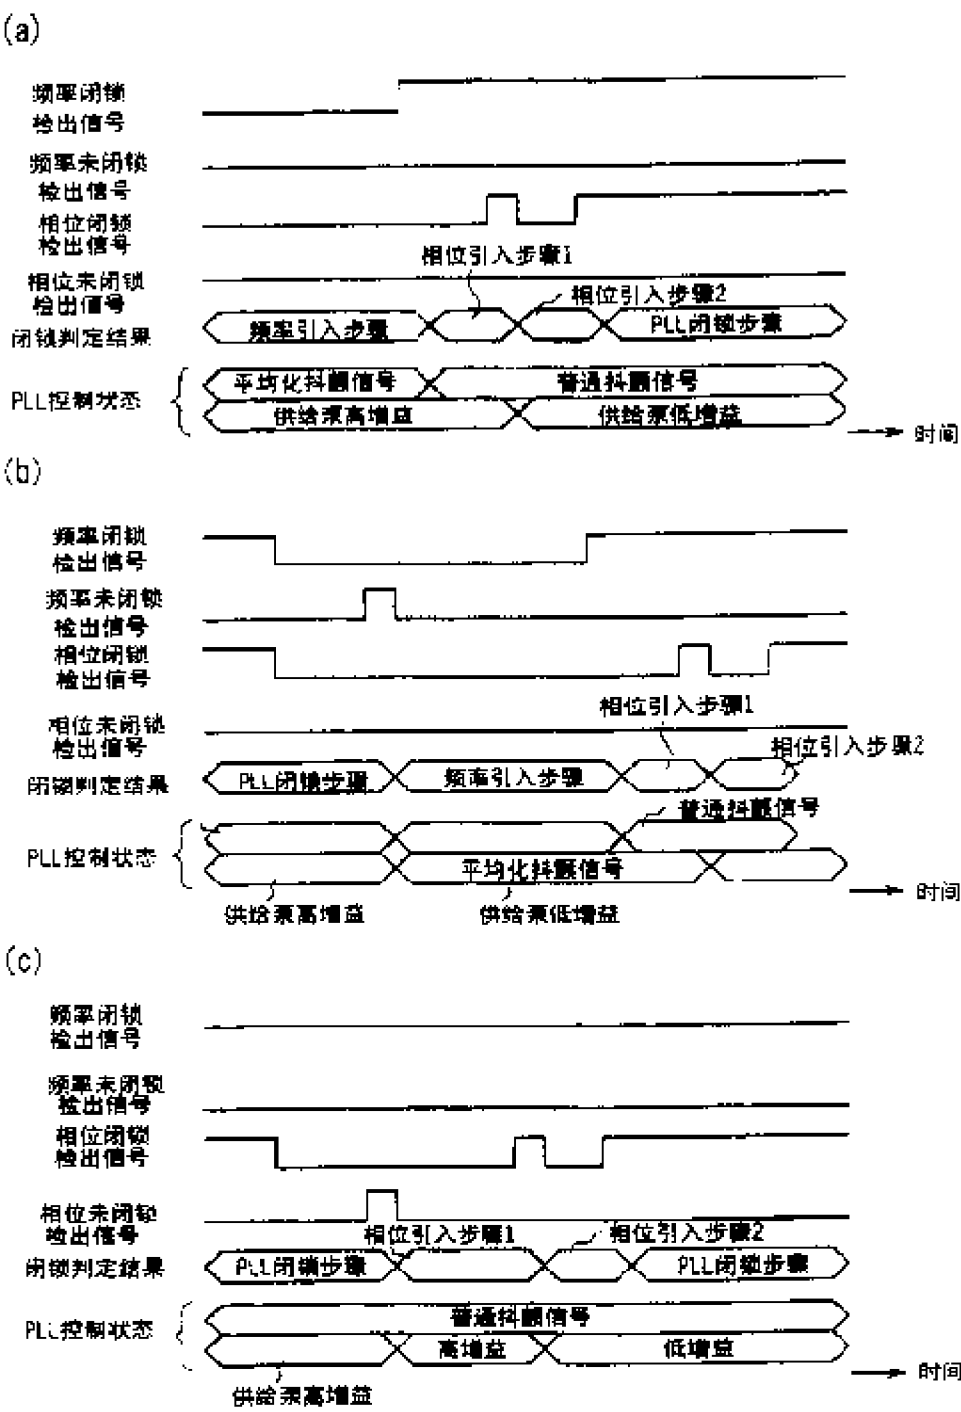 (a)
频率闭锁
检出信号
频率未闭锁
检出信号
相位闭锁
检出信号
相位引入步骤1
相位未闭锁
检出信号
相位引入步骤2
闭锁判定结果
频率引入步骤
PLL闭锁步骤
PLL控制状态
平均化抖颤信号
普通抖颤信号
供给泵高增益
供给泵低增益
时间
(b)
频率闭锁
检出信号
频率未闭锁
检出信号
相位闭锁
检出信号
相位引入步骤1
相位未闭锁
检出信号
相位引入步骤2
闭锁判定结果
PLL闭锁步骤
频率引入步骤
普通抖颤信号
PLL控制状态
平均化抖颤信号
供给泵高增益
供给泵低增益
时间
(c)
频率闭锁
检出信号
频率未闭锁
检出信号
相位闭锁
检出信号
相位未闭锁
检出信号
相位引入步骤1
相位引入步骤2
闭锁判定结果
PLL闭锁步骤
PLL闭锁步骤
PLL控制状态
普通抖颤信号
高增益
低增益
供给泵高增益
时间